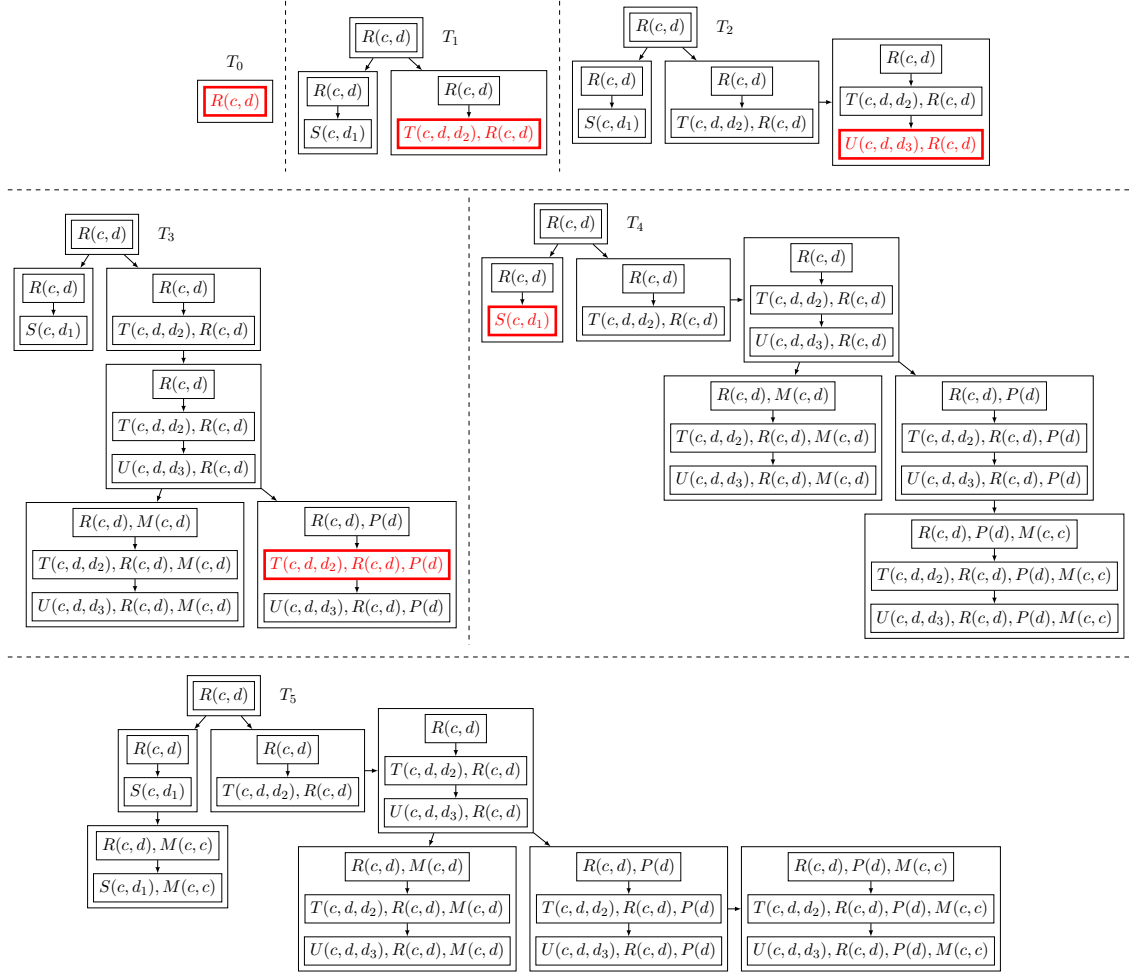 T₀
R(c, d)
R(c, d)
T₁
R(c, d)
S(c, d₁)
R(c, d)
T(c, d, d₂), R(c, d)
R(c, d)
T₂
R(c, d)
S(c, d₁)
R(c, d)
T(c, d, d₂), R(c, d)
R(c, d)
T(c, d, d₂), R(c, d)
U(c, d, d₃), R(c, d)
R(c, d)
T₃
R(c, d)
S(c, d₁)
R(c, d)
T(c, d, d₂), R(c, d)
R(c, d)
T(c, d, d₂), R(c, d)
U(c, d, d₃), R(c, d)
R(c, d), M(c, d)
T(c, d, d₂), R(c, d), M(c, d)
U(c, d, d₃), R(c, d), M(c, d)
R(c, d), P(d)
T(c, d, d₂), R(c, d), P(d)
U(c, d, d₃), R(c, d), P(d)
R(c, d)
T₄
R(c, d)
S(c, d₁)
R(c, d)
T(c, d, d₂), R(c, d)
R(c, d)
T(c, d, d₂), R(c, d)
U(c, d, d₃), R(c, d)
R(c, d), M(c, d)
T(c, d, d₂), R(c, d), M(c, d)
U(c, d, d₃), R(c, d), M(c, d)
R(c, d), P(d)
T(c, d, d₂), R(c, d), P(d)
U(c, d, d₃), R(c, d), P(d)
R(c, d), P(d), M(c, c)
T(c, d, d₂), R(c, d), P(d), M(c, c)
U(c, d, d₃), R(c, d), P(d), M(c, c)
R(c, d)
T₅
R(c, d)
S(c, d₁)
R(c, d), M(c, c)
S(c, d₁), M(c, c)
R(c, d)
T(c, d, d₂), R(c, d)
R(c, d)
T(c, d, d₂), R(c, d)
U(c, d, d₃), R(c, d)
R(c, d), M(c, d)
T(c, d, d₂), R(c, d), M(c, d)
U(c, d, d₃), R(c, d), M(c, d)
R(c, d), P(d)
T(c, d, d₂), R(c, d), P(d)
U(c, d, d₃), R(c, d), P(d)
R(c, d), P(d), M(c, c)
T(c, d, d₂), R(c, d), P(d), M(c, c)
U(c, d, d₃), R(c, d), P(d), M(c, c)